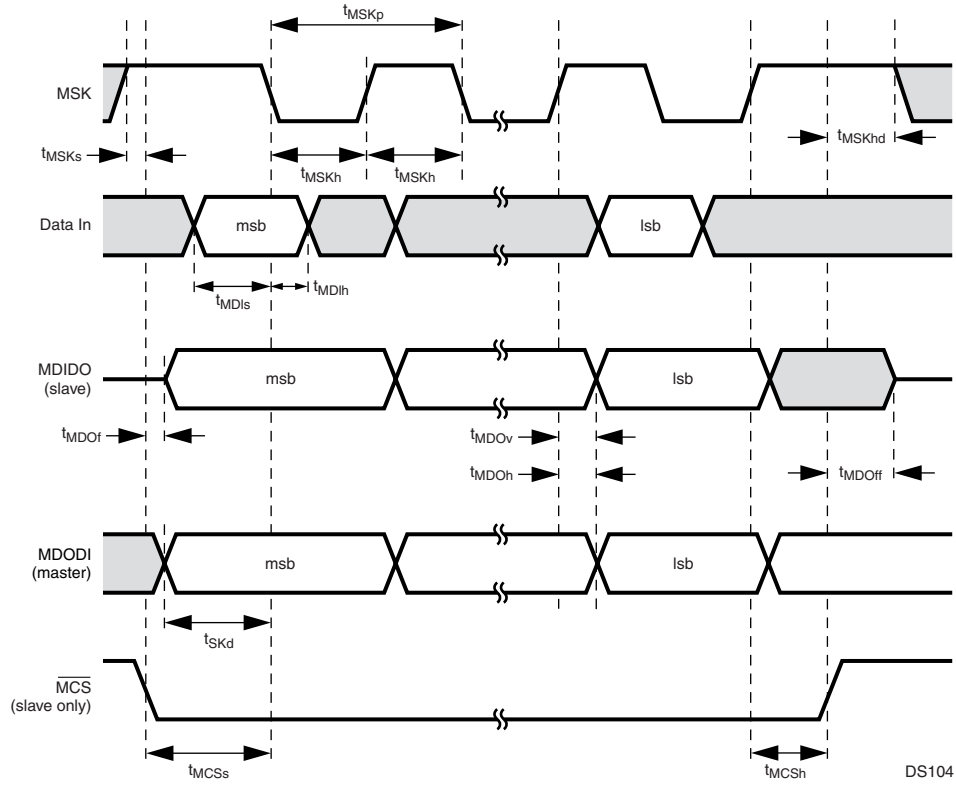 tMSKp
MSK
tMSKs
tMSKh
tMSKh
tMSKhd
Data In
msb
lsb
tMDIs
tMDIh
MDIDO
(slave)
msb
lsb
tMDOf
tMDOv
tMDOh
tMDOff
MDODI
(master)
msb
lsb
tSKd
MCS
(slave only)
tMCSs
tMCSh
DS104